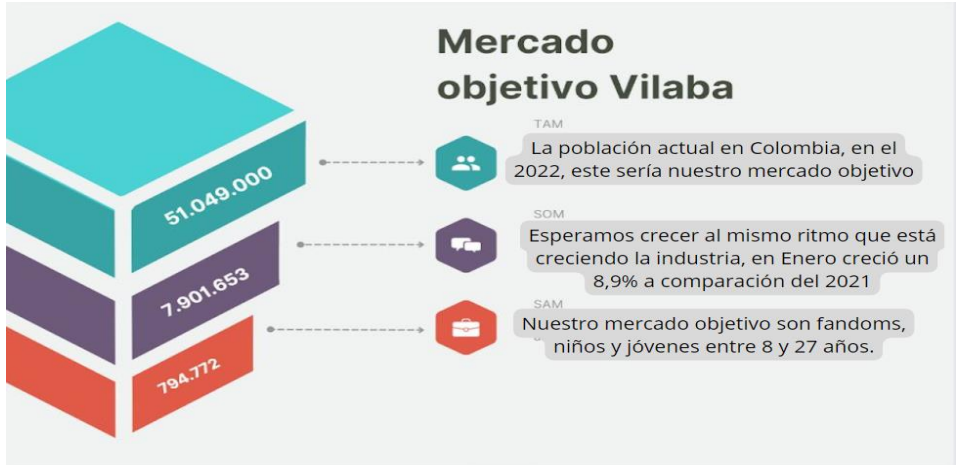 Mercado
objetivo Vilaba
TAM
La población actual en Colombia, en el
2022, este sería nuestro mercado objetivo
51.049.000
SOM
Esperamos crecer al mismo ritmo que está
creciendo la industria, en Enero creció un
8,9% a comparación del 2021
7.901.653
SAM
Nuestro mercado objetivo son fandoms,
niños y jóvenes entre 8 y 27 años.
794.772